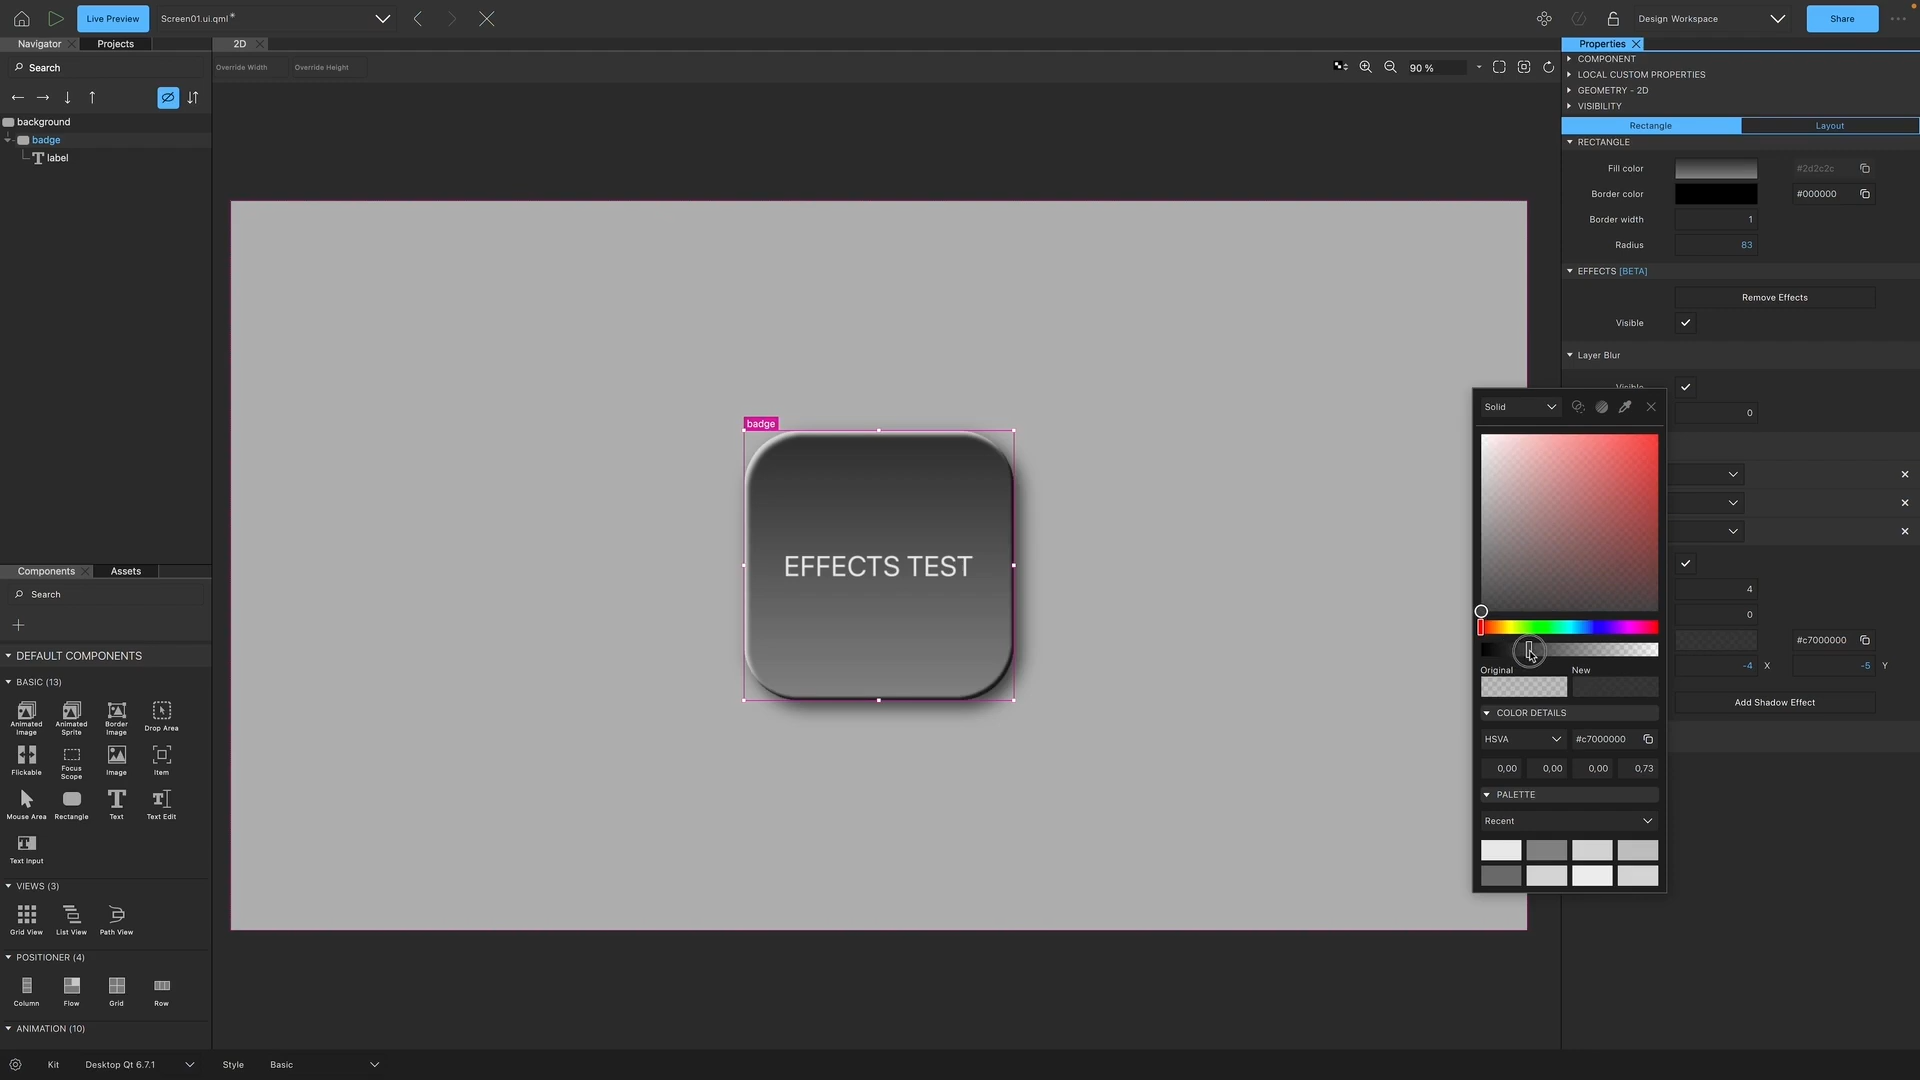 Live Preview
Screen01.ui.qml*
Design Workspace
Share
Navigator
Projects
2D
Properties
Search
Override Width
Override Height
90 %
COMPONENT
LOCAL CUSTOM PROPERTIES
GEOMETRY - 2D
VISIBILITY
background
badge
label
Rectangle
Layout
RECTANGLE
Fill color
#2d2c2c
Border color
#000000
Border width
1
Radius
83
EFFECTS [BETA]
Remove Effects
Visible
Layer Blur
Visible
0
badge
EFFECTS TEST
Solid
4
0
#c7000000
-4 X
-5 Y
Add Shadow Effect
Original
New
COLOR DETAILS
HSVA
#c7000000
0,00
0,00
0,00
0,73
PALETTE
Recent
Components
Assets
Search
DEFAULT COMPONENTS
BASIC (13)
Animated Image
Animated Sprite
Border Image
Drop Area
Flickable
Focus Scope
Image
Item
Mouse Area
Rectangle
Text
Text Edit
Text Input
VIEWS (3)
Grid View
List View
Path View
POSITIONER (4)
Column
Flow
Grid
Row
ANIMATION (10)
Kit
Desktop Qt 6.7.1
Style
Basic